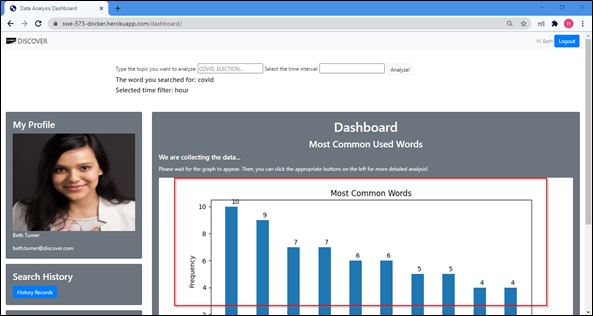 Data Analysis Dashboard
swe-573-docker.herokuapp.com/dashboard/
DISCOVER
Hi Beth
Logout
Type the topic you want to analyze: COVID, ELECTION... Select the time interval: Analyze!
The word you searched for: covid
Selected time filter: hour
My Profile
Beth Turner
beth.turner@discover.com
Search History
History Records
Dashboard
Most Common Used Words
We are collecting the data...
Please wait for the graph to appear. Then, you can click the appropriate buttons on the left for more detailed analysis!
Most Common Words
Frequency
10
8
6
4
10
9
7
7
6
6
5
5
4
4